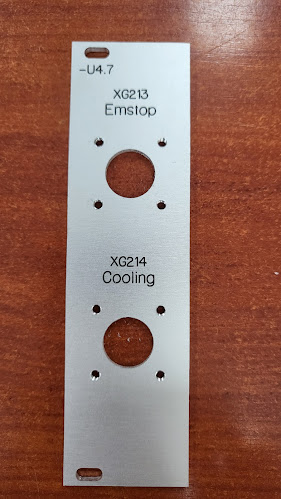 -U4.7
XG213
Emstop
XG214
Cooling